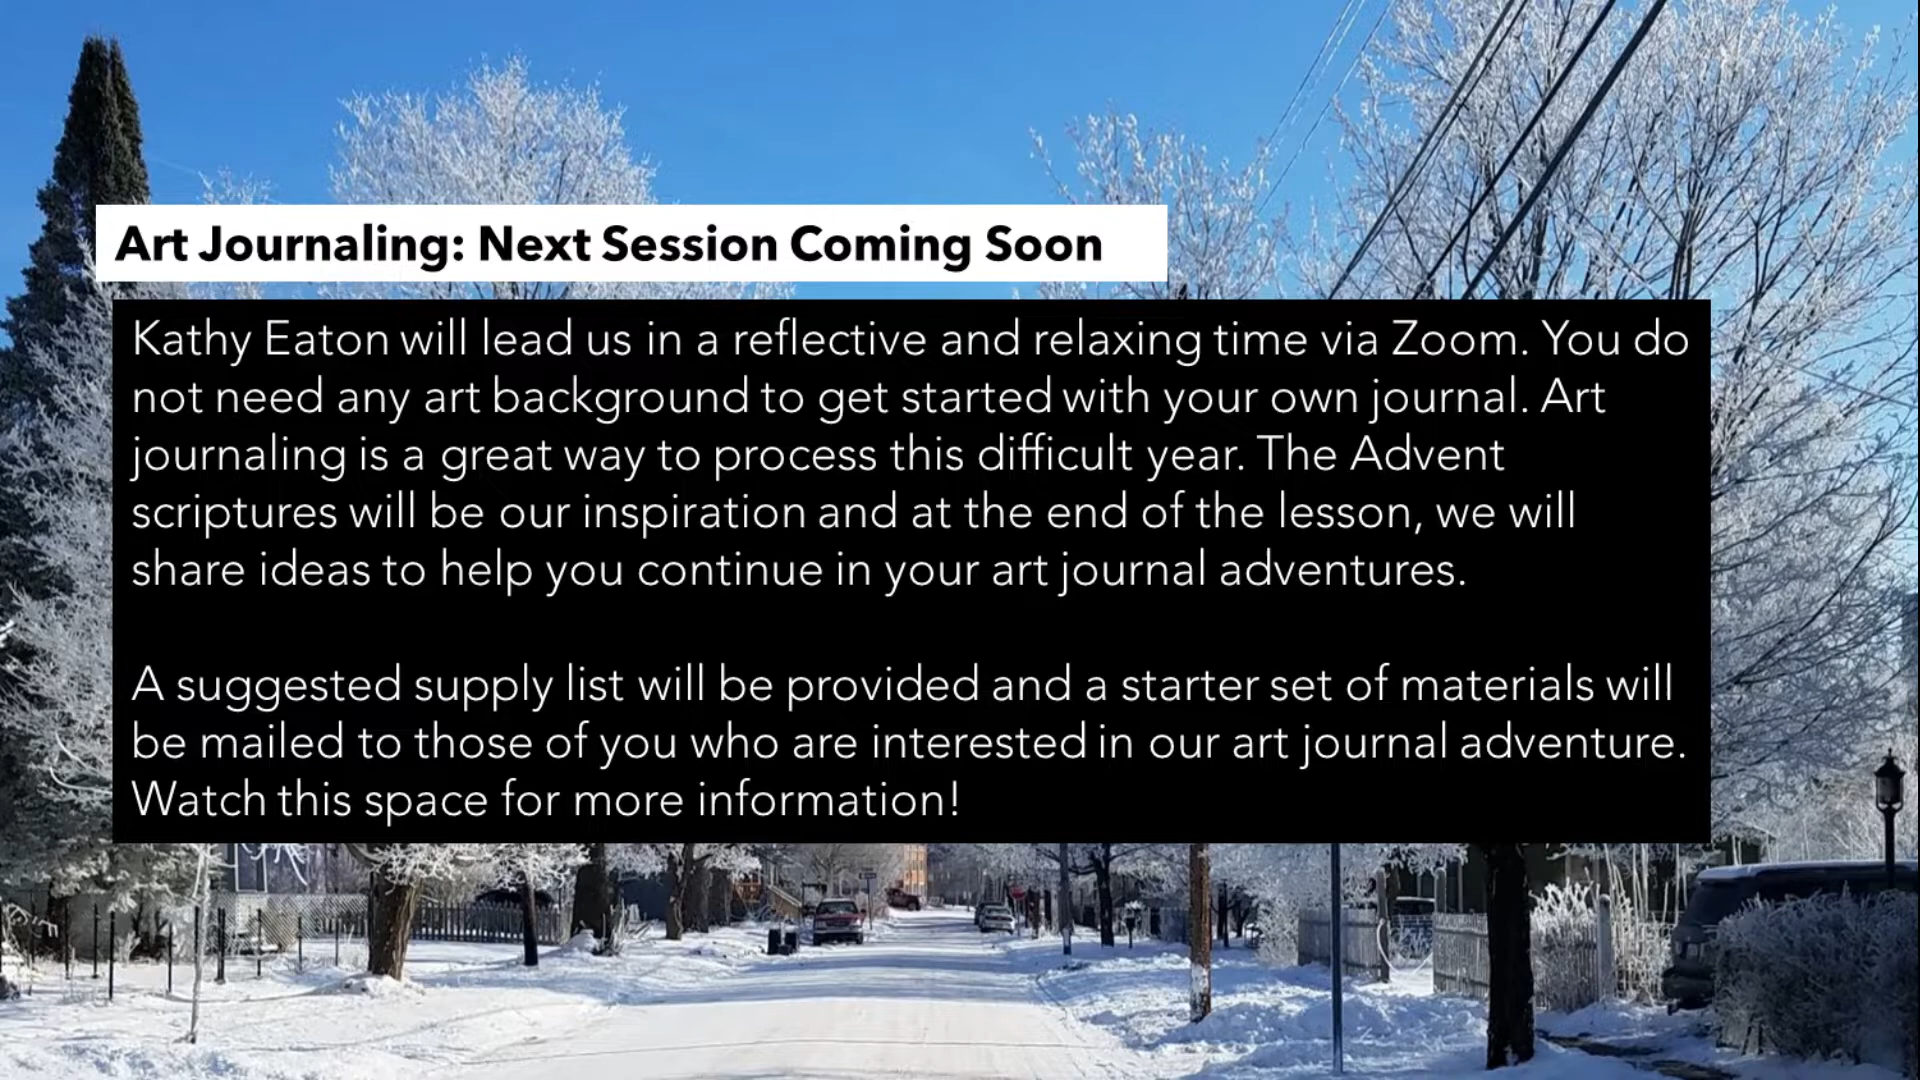 Art Journaling: Next Session Coming Soon
Kathy Eaton will lead us in a reflective and relaxing time via Zoom. You do
not need any art background to get started with your own journal. Art
journaling is a great way to process this difficult year. The Advent
scriptures will be our inspiration and at the end of the lesson, we will
share ideas to help you continue in your art journal adventures.
A suggested supply list will be provided and a starter set of materials will
be mailed to those of you who are interested in our art journal adventure.
Watch this space for more information!